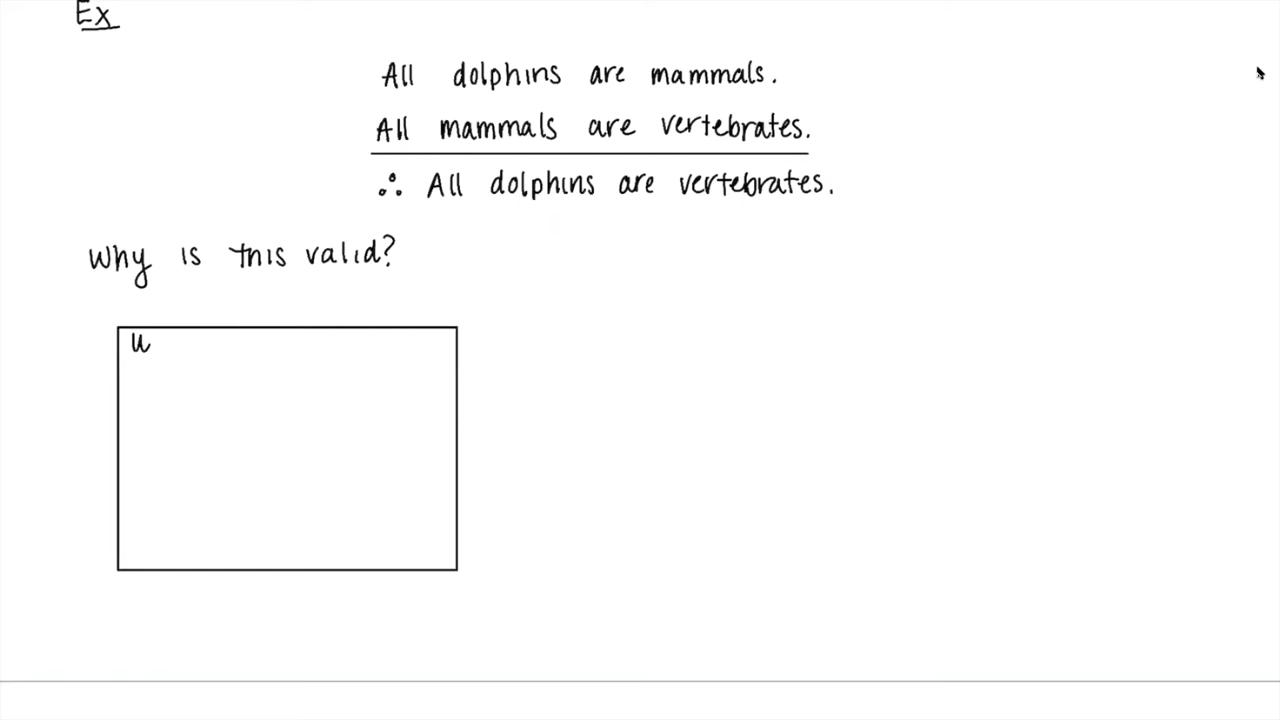 Ex
All dolphins are mammals.
All mammals are vertebrates.
∴ All dolphins are vertebrates.
Why is this valid?
U